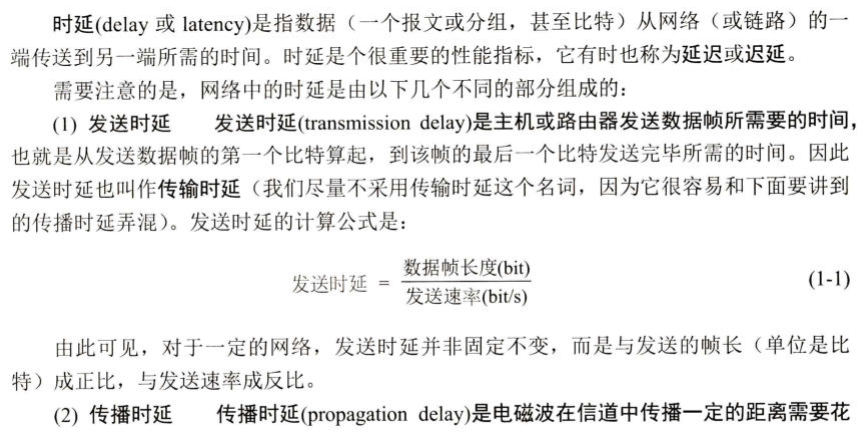 时延(delay 或 latency)是指数据（一个报文或分组，甚至比特）从网络（或链路）的一
端传送到另一端所需的时间。时延是个很重要的性能指标，它有时也称为延迟或迟延。
需要注意的是，网络中的时延是由以下几个不同的部分组成的：
(1) 发送时延 发送时延(transmission delay)是主机或路由器发送数据帧所需要的时间，
也就是从发送数据帧的第一个比特算起，到该帧的最后一个比特发送完毕所需的时间。因此
发送时延也叫作传输时延（我们尽量不采用传输时延这个名词，因为它很容易和下面要讲到
的传播时延弄混）。发送时延的计算公式是：
发送时延 = 数据帧长度(bit) / 发送速率(bit/s) (1-1)
由此可见，对于一定的网络，发送时延并非固定不变，而是与发送的帧长（单位是比
特）成正比，与发送速率成反比。
(2) 传播时延 传播时延(propagation delay)是电磁波在信道中传播一定的距离需要花